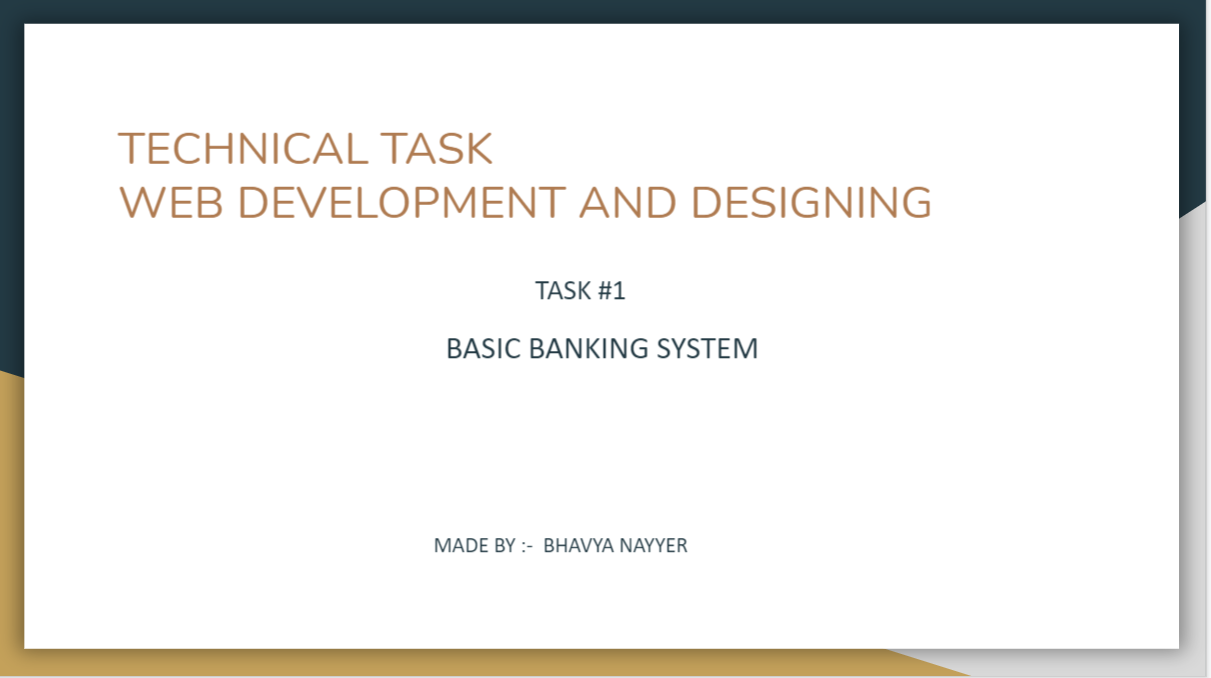 TECHNICAL TASK
WEB DEVELOPMENT AND DESIGNING
TASK #1
BASIC BANKING SYSTEM
MADE BY :-  BHAVYA NAYYER